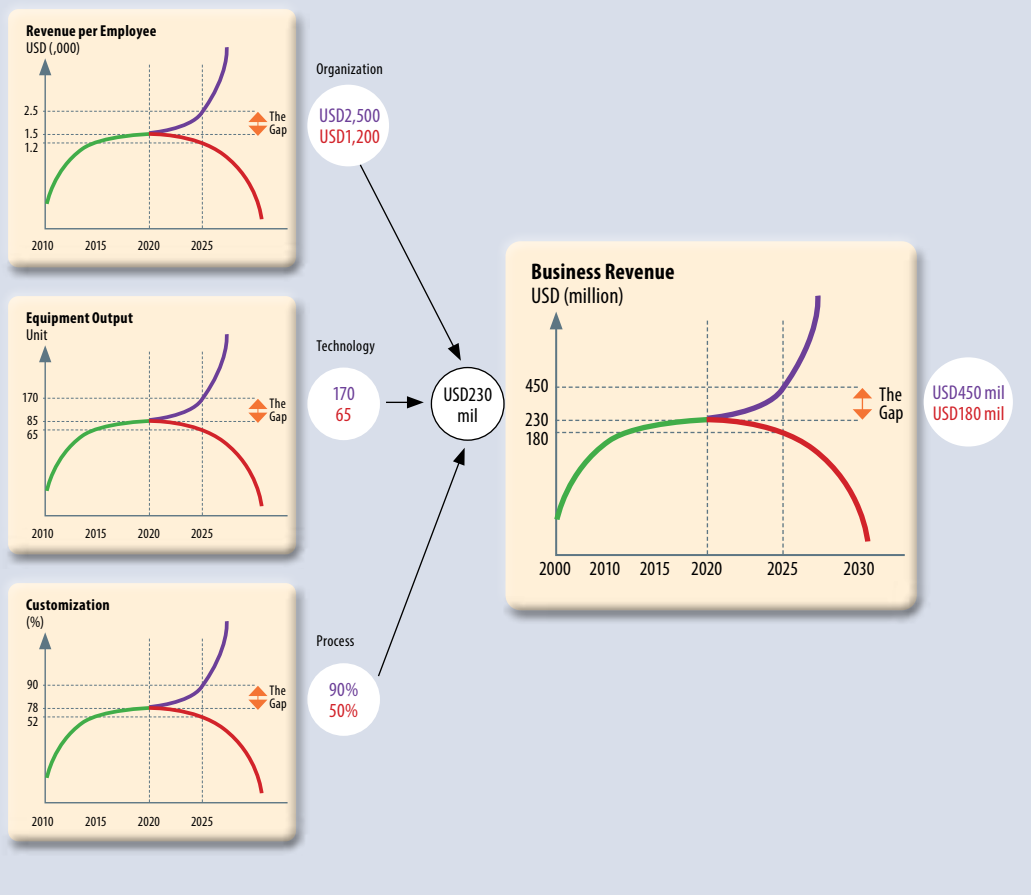 Revenue per Employee
USD (,000)
2.5
1.5
1.2
The
Gap
2010 2015 2020 2025
Organization
USD2,500
USD1,200
Equipment Output
Unit
170
85
65
The
Gap
2010 2015 2020 2025
Technology
170
65
USD230
mil
Customization
(%)
90
78
52
The
Gap
2010 2015 2020 2025
Process
90%
50%
Business Revenue
USD (million)
450
230
180
The
Gap
2000 2010 2015 2020 2025 2030
USD450 mil
USD180 mil